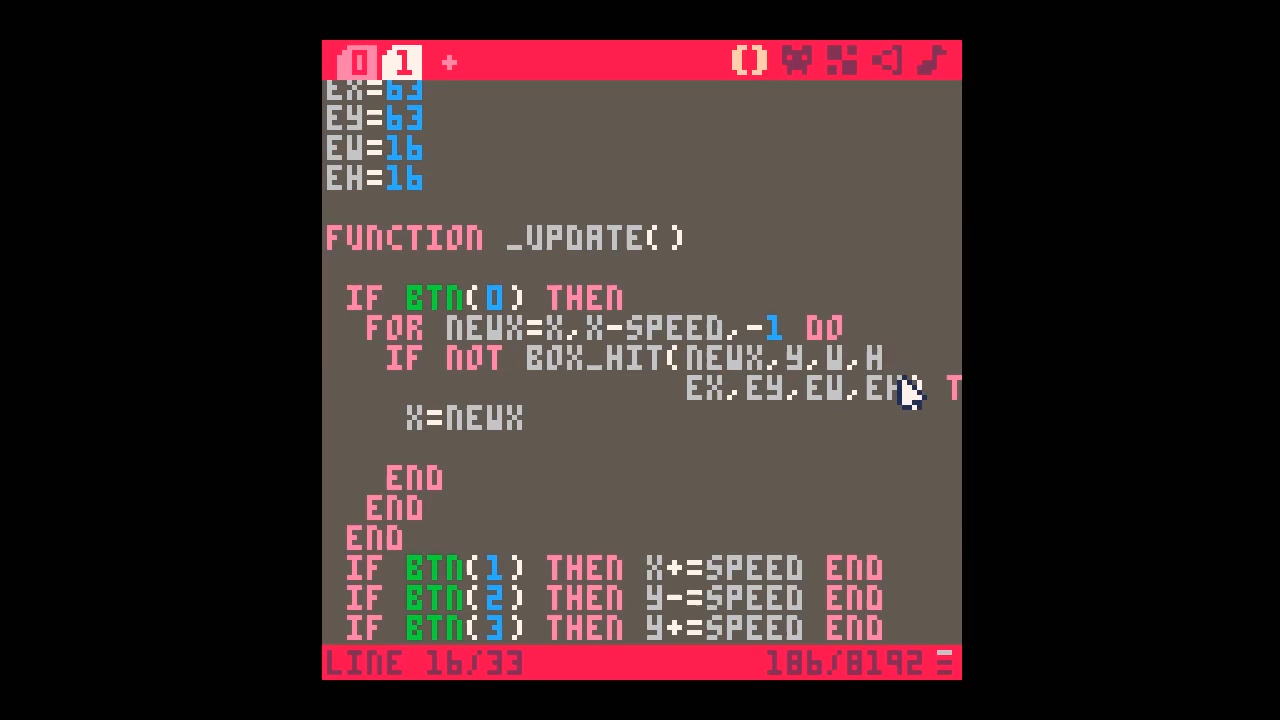 0 1 +
EX=63
EY=63
EW=16
EH=16
FUNCTION _UPDATE()
IF BTN(0) THEN
FOR NEWX=X,X-SPEED,-1 DO
IF NOT BOX_HIT(NEWX,Y,W,H
EX,EY,EW,EH) T
X=NEWX
END
END
END
IF BTN(1) THEN X+=SPEED END
IF BTN(2) THEN Y-=SPEED END
IF BTN(3) THEN Y+=SPEED END
LINE 16/33 186/8192